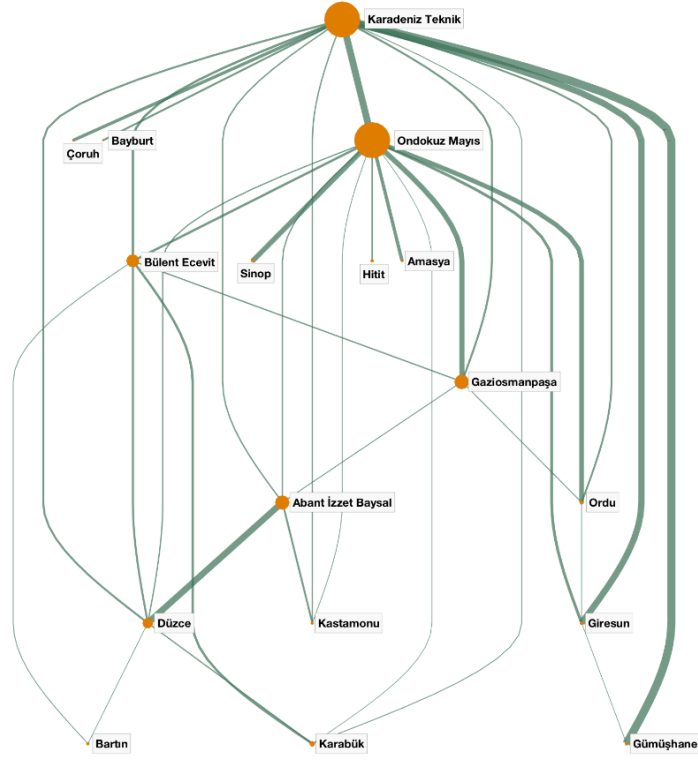 Karadeniz Teknik
Ondokuz Mayıs
Çoruh
Bayburt
Bülent Ecevit
Sinop
Hitit
Amasya
Gaziosmanpaşa
Abant İzzet Baysal
Ordu
Düzce
Kastamonu
Giresun
Bartın
Karabük
Gümüşhane